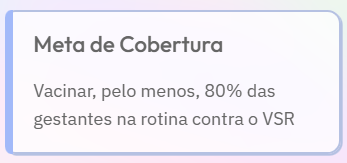 Meta de Cobertura
Vacinar, pelo menos, 80% das
gestantes na rotina contra o VSR